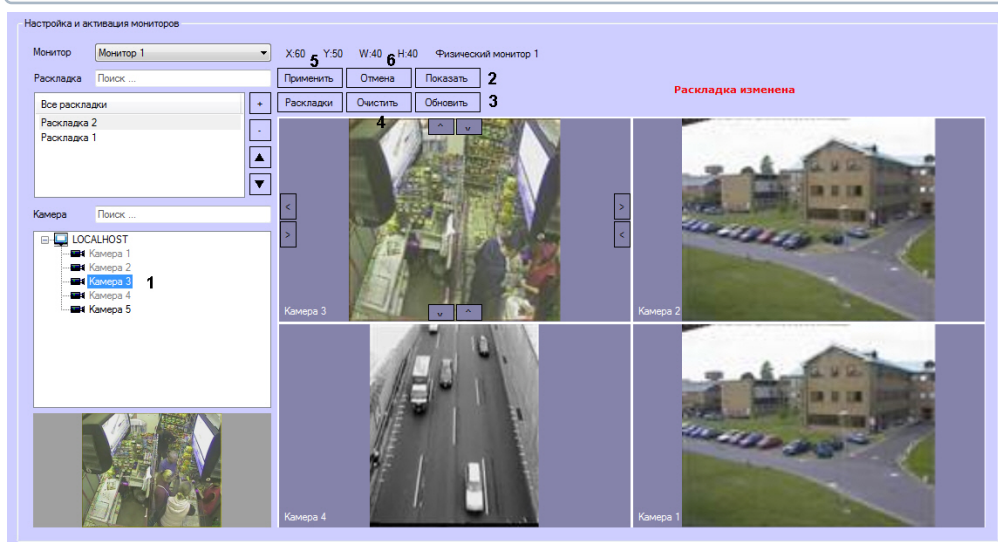 Настройка и активация мониторов
Монитор Монитор 1 X:60 Y:50 W:40 H:40 Физический монитор 1
5 6
Раскладка Поиск ... Применить Отмена Показать 2
Раскладка изменена
Все раскладки + Раскладки Очистить Обновить 3
4
Раскладка 2
Раскладка 1 -
^ v
▲
▼
Камера Поиск ...
< >
> <
LOCALHOST
Камера 1
Камера 2
Камера 3 1
Камера 4
Камера 5
Камера 3 v ^ Камера 2
Камера 4 Камера 1